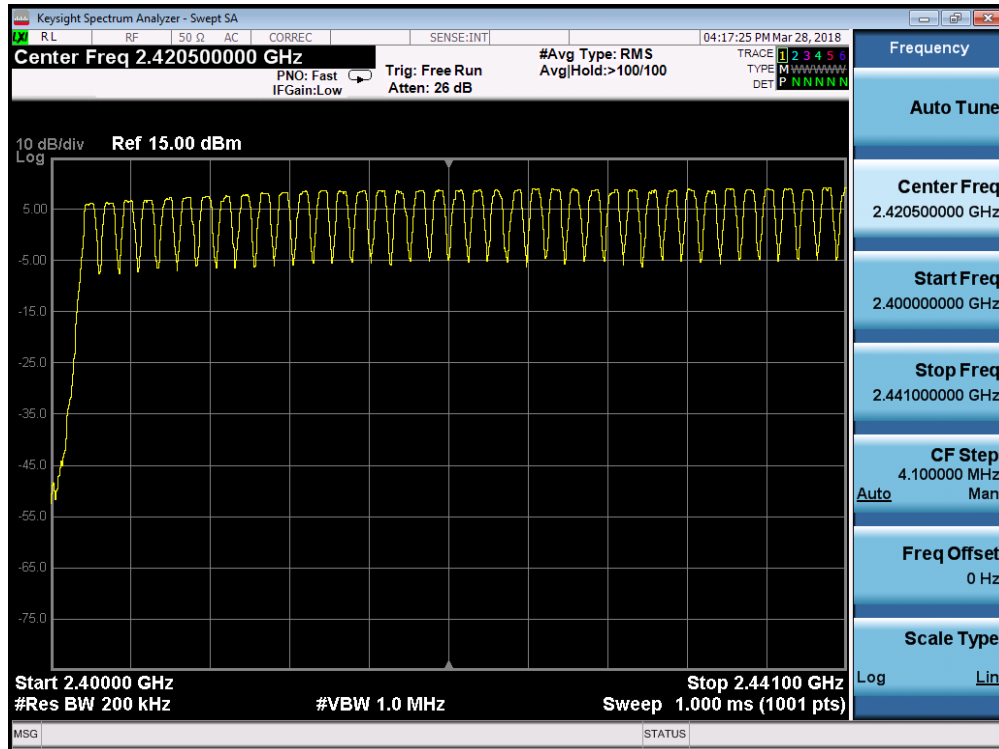 Keysight Spectrum Analyzer - Swept SA
LXI RL RF 50 Ω AC CORREC SENSE:INT 04:17:25 PM Mar 28, 2018
Center Freq 2.420500000 GHz
PNO: Fast
IFGain:Low
Trig: Free Run
Atten: 26 dB
#Avg Type: RMS
Avg|Hold:>100/100
TRACE 1 2 3 4 5 6
TYPE M WWWWW
DET P N N N N N
10 dB/div
Log
Ref 15.00 dBm
5.00
-5.00
-15.0
-25.0
-35.0
-45.0
-55.0
-65.0
-75.0
Start 2.40000 GHz
Stop 2.44100 GHz
#Res BW 200 kHz
#VBW 1.0 MHz
Sweep 1.000 ms (1001 pts)
MSG
STATUS
Frequency
Auto Tune
Center Freq
2.420500000 GHz
Start Freq
2.400000000 GHz
Stop Freq
2.441000000 GHz
CF Step
4.100000 MHz
Auto Man
Freq Offset
0 Hz
Scale Type
Log Lin